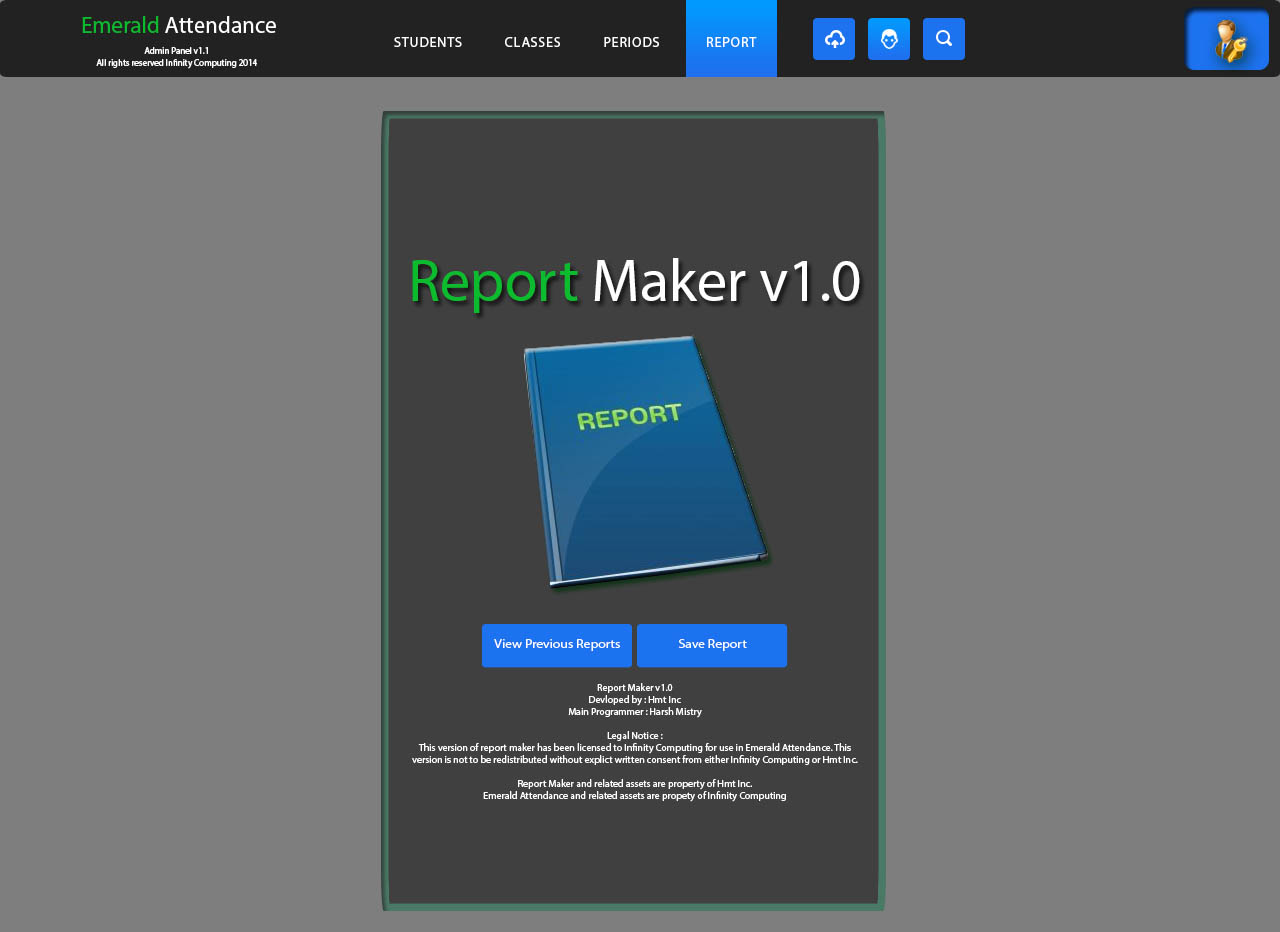 Emerald Attendance
Admin Panel v1.1
All rights reserved Infinity Computing 2014
STUDENTS CLASSES PERIODS REPORT
Report Maker v1.0
REPORT
View Previous Reports Save Report
Report Maker v1.0
Devloped by : Hmt Inc
Main Programmer : Harsh Mistry
Legal Notice :
This version of report maker has been licensed to Infinity Computing for use in Emerald Attendance. This
version is not to be redistributed without explict written consent from either Infinity Computing or Hmt Inc.
Report Maker and related assets are property of Hmt Inc.
Emerald Attendance and related assets are propety of Infinity Computing